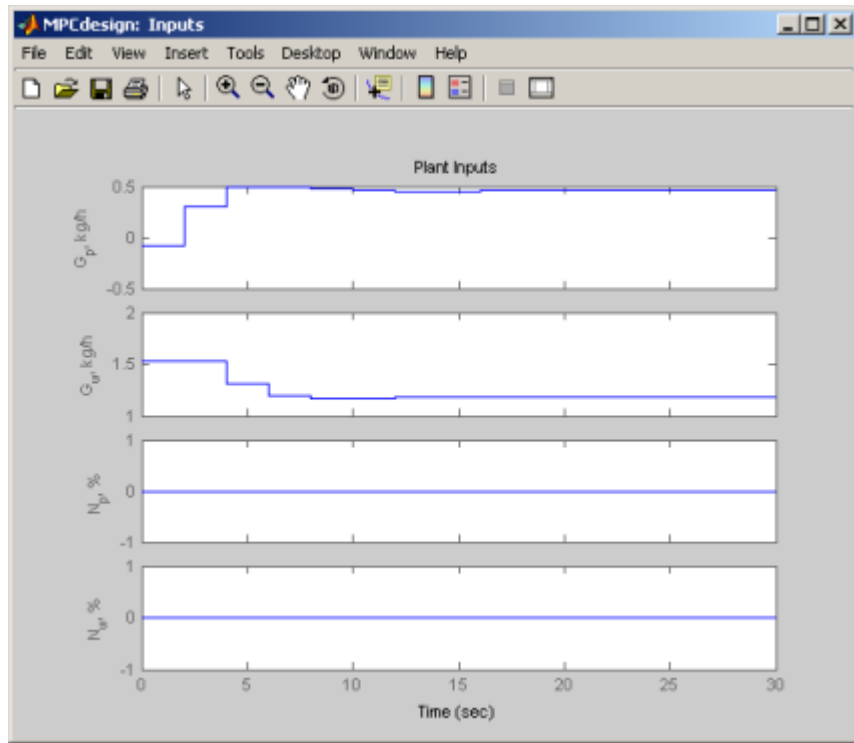 MPCdesign: Inputs
File Edit View Insert Tools Desktop Window Help
Plant Inputs
0.5
0
-0.5
Gp, kg/h
2
1.5
1
Gw, kg/h
1
0
-1
Np, %
1
0
-1
Nw, %
0 5 10 15 20 25 30
Time (sec)